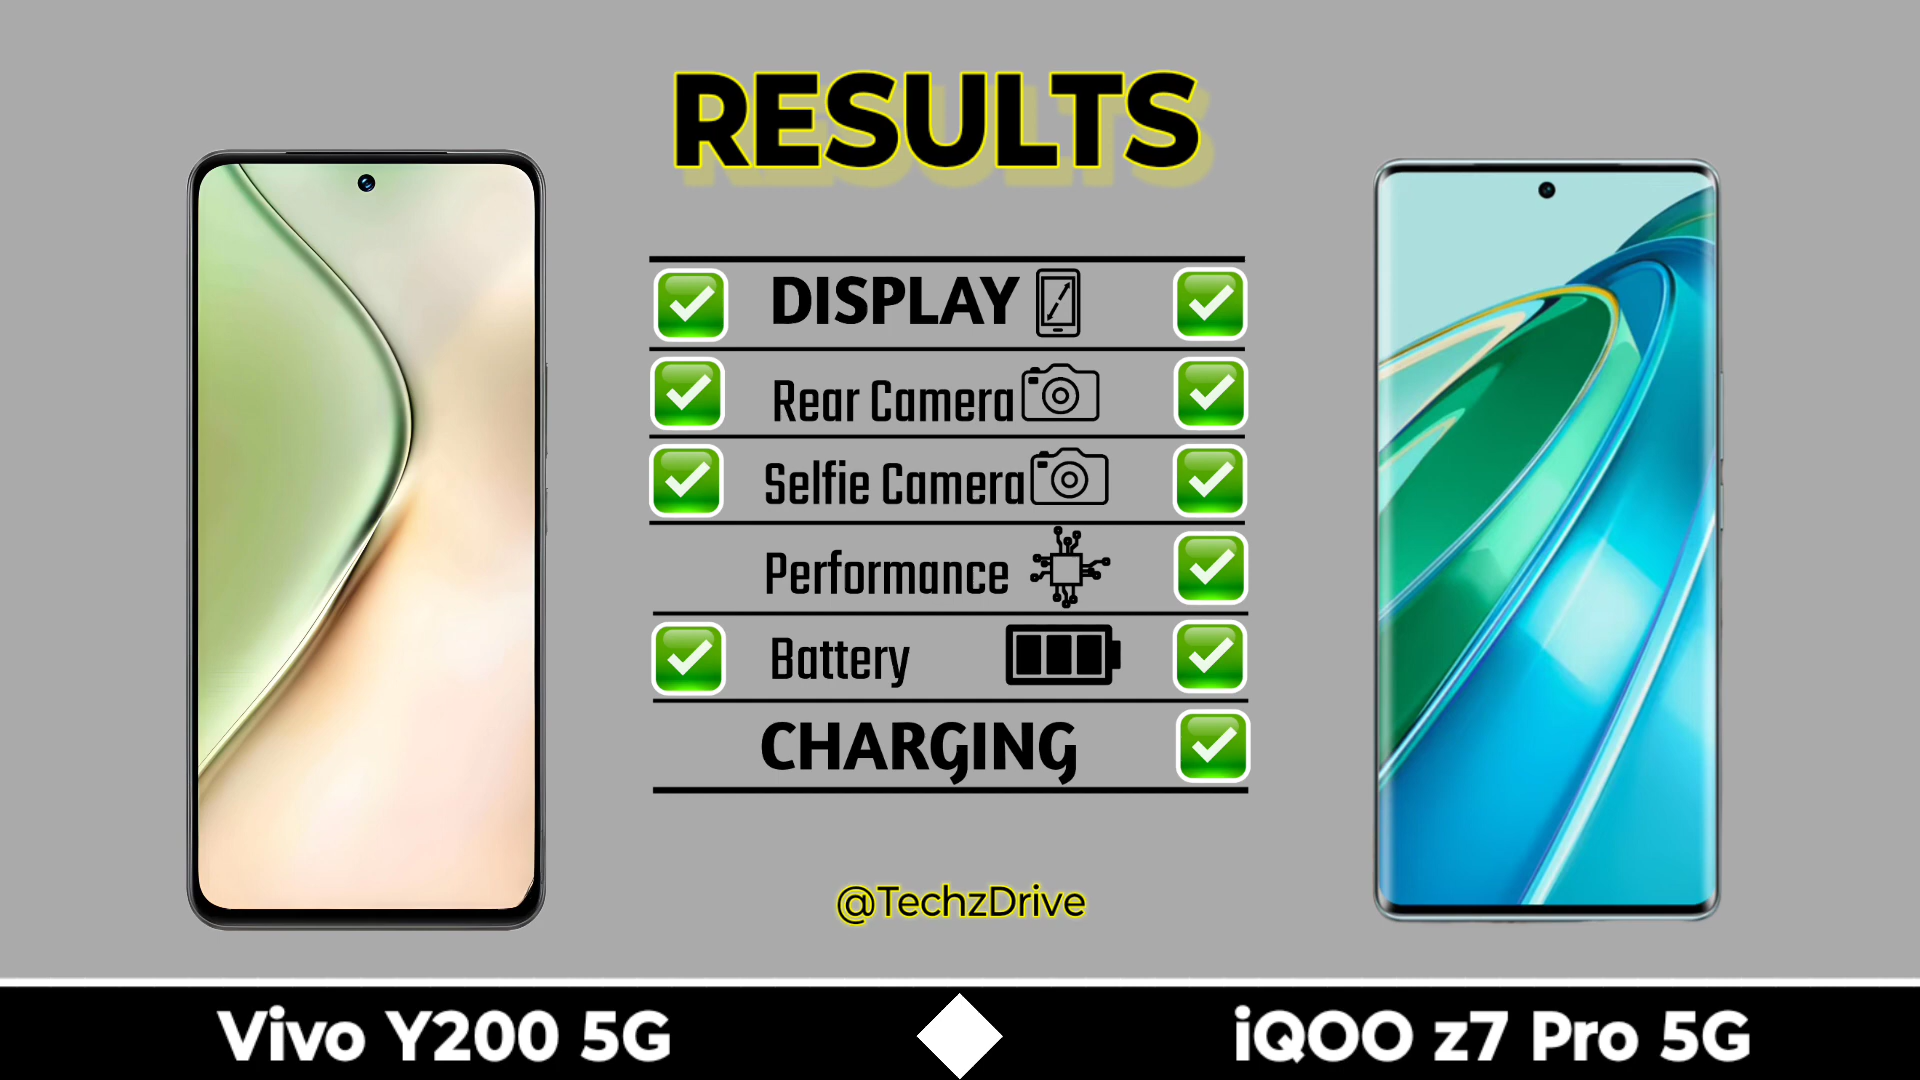 RESULTS
DISPLAY
Rear Camera
Selfie Camera
Performance
Battery
CHARGING
@TechzDrive
Vivo Y200 5G
iQOO z7 Pro 5G